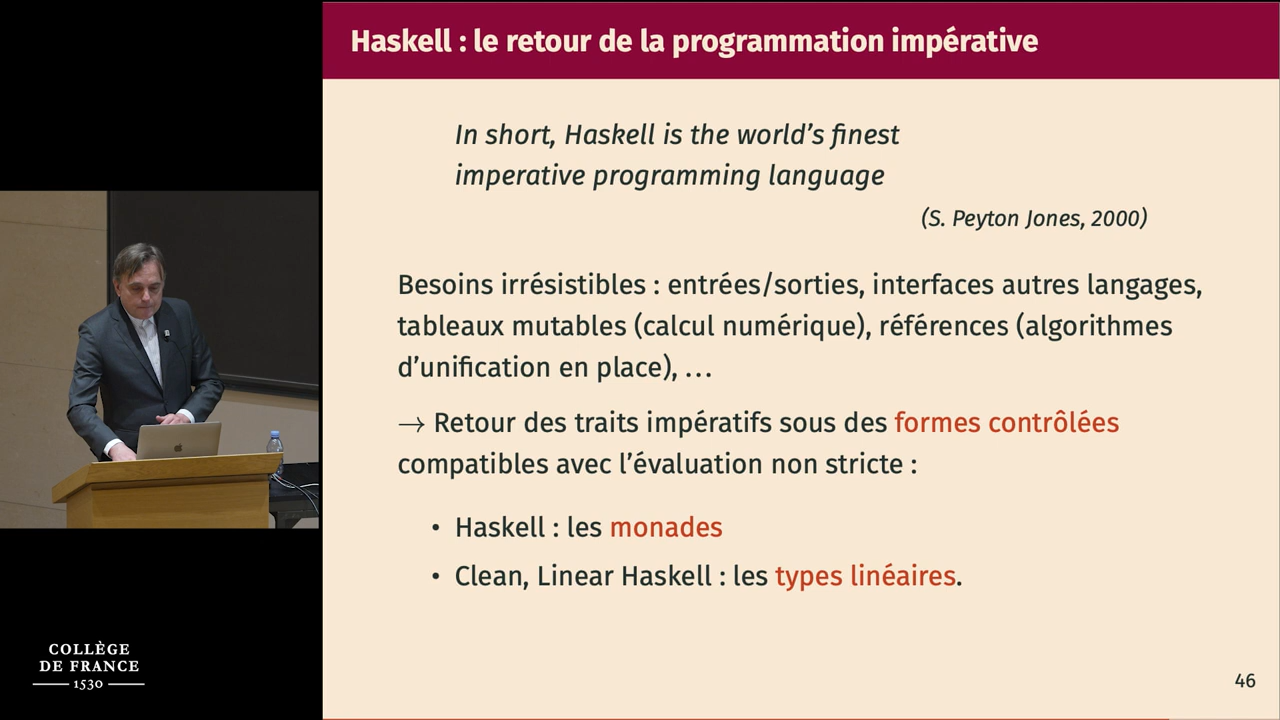 Haskell : le retour de la programmation impérative
In short, Haskell is the world’s finest
imperative programming language
(S. Peyton Jones, 2000)
Besoins irrésistibles : entrées/sorties, interfaces autres langages,
tableaux mutables (calcul numérique), références (algorithmes
d’unification en place), …
→ Retour des traits impératifs sous des formes contrôlées
compatibles avec l’évaluation non stricte :
• Haskell : les monades
• Clean, Linear Haskell : les types linéaires.
COLLÈGE
DE FRANCE
1530
46